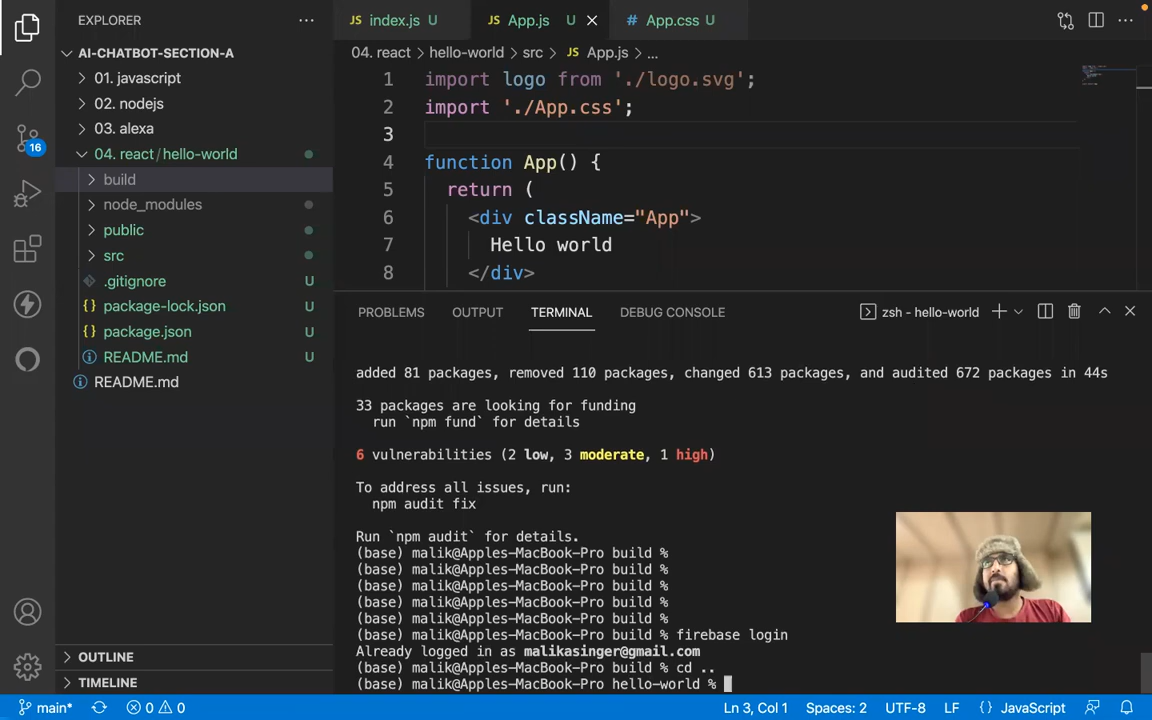 EXPLORER
AI-CHATBOT-SECTION-A
01. javascript
02. nodejs
03. alexa
04. react / hello-world
build
node_modules
public
src
.gitignore U
package-lock.json U
package.json U
README.md U
README.md
OUTLINE
TIMELINE
16
JS index.js U
JS App.js U
# App.css U
04. react > hello-world > src > JS App.js > ...
1 import logo from './logo.svg';
2 import './App.css';
3
4 function App() {
5 return (
6 <div className="App">
7 Hello world
8 </div>
PROBLEMS OUTPUT TERMINAL DEBUG CONSOLE
zsh - hello-world
added 81 packages, removed 110 packages, changed 613 packages, and audited 672 packages in 44s
33 packages are looking for funding
run `npm fund` for details
6 vulnerabilities (2 low, 3 moderate, 1 high)
To address all issues, run:
npm audit fix
Run `npm audit` for details.
(base) malik@Apples-MacBook-Pro build %
(base) malik@Apples-MacBook-Pro build %
(base) malik@Apples-MacBook-Pro build %
(base) malik@Apples-MacBook-Pro build %
(base) malik@Apples-MacBook-Pro build %
(base) malik@Apples-MacBook-Pro build % firebase login
Already logged in as malikasinger@gmail.com
(base) malik@Apples-MacBook-Pro build % cd ..
(base) malik@Apples-MacBook-Pro hello-world %
main* 0 0 Ln 3, Col 1 Spaces: 2 UTF-8 LF {} JavaScript